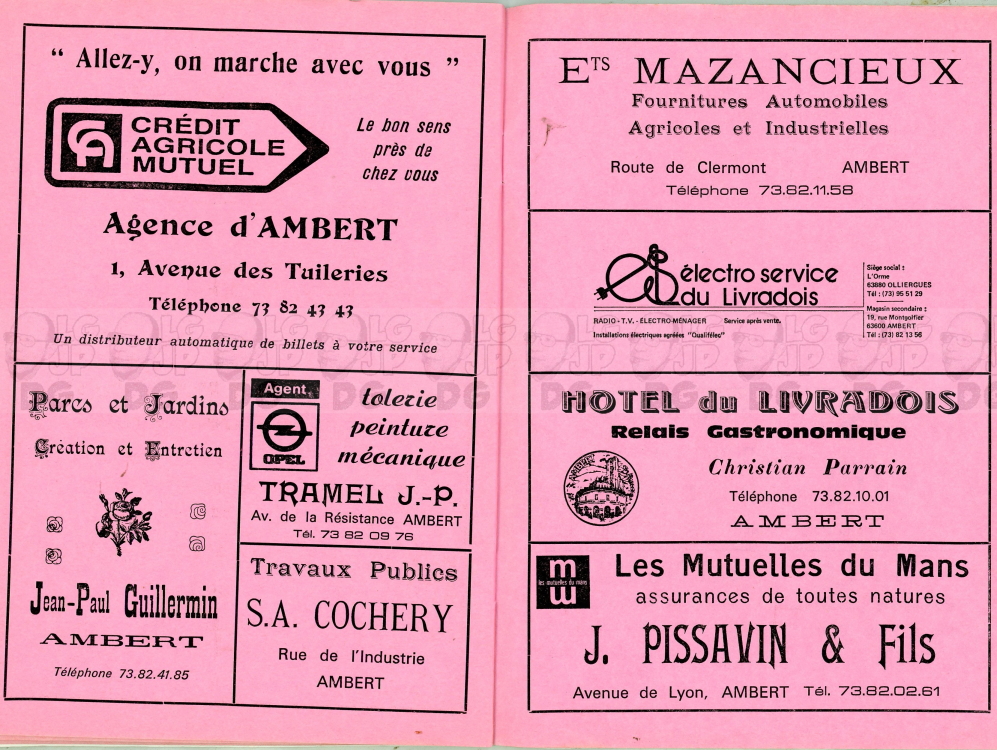 “ Allez-y, on marche avec vous ”
CRÉDIT
AGRICOLE
MUTUEL
Le bon sens
près de
chez vous
Agence d'AMBERT
1, Avenue des Tuileries
Téléphone 73 82 43 43
Un distributeur automatique de billets à votre service
Parcs et Jardins
Création et Entretien
Jean-Paul Guillermin
AMBERT
Téléphone 73.82.41.85
Agent
OPEL
tolerie
peinture
mécanique
TRAMEL J.-P.
Av. de la Résistance AMBERT
Tél. 73 82 09 76
Travaux Publics
S.A. COCHERY
Rue de l'Industrie
AMBERT
ETS MAZANCIEUX
Fournitures Automobiles
Agricoles et Industrielles
Route de Clermont AMBERT
Téléphone 73.82.11.58
électro service
du Livradois
RADIO - T.V. - ÉLECTRO-MÉNAGER Service après vente.
Installations électriques agréées "Qualifélec"
Siège social :
L'Orme
63880 OLLIERGUES
Tél : (73) 95 51 29
Magasin secondaire :
19, rue Montgolfier
63600 AMBERT
Tél : (73) 82 13 56
HOTEL du LIVRADOIS
Relais Gastronomique
Christian Parrain
Téléphone 73.82.10.01
AMBERT
les mutuelles du mans
Les Mutuelles du Mans
assurances de toutes natures
J. PISSAVIN & Fils
Avenue de Lyon, AMBERT Tél. 73.82.02.61